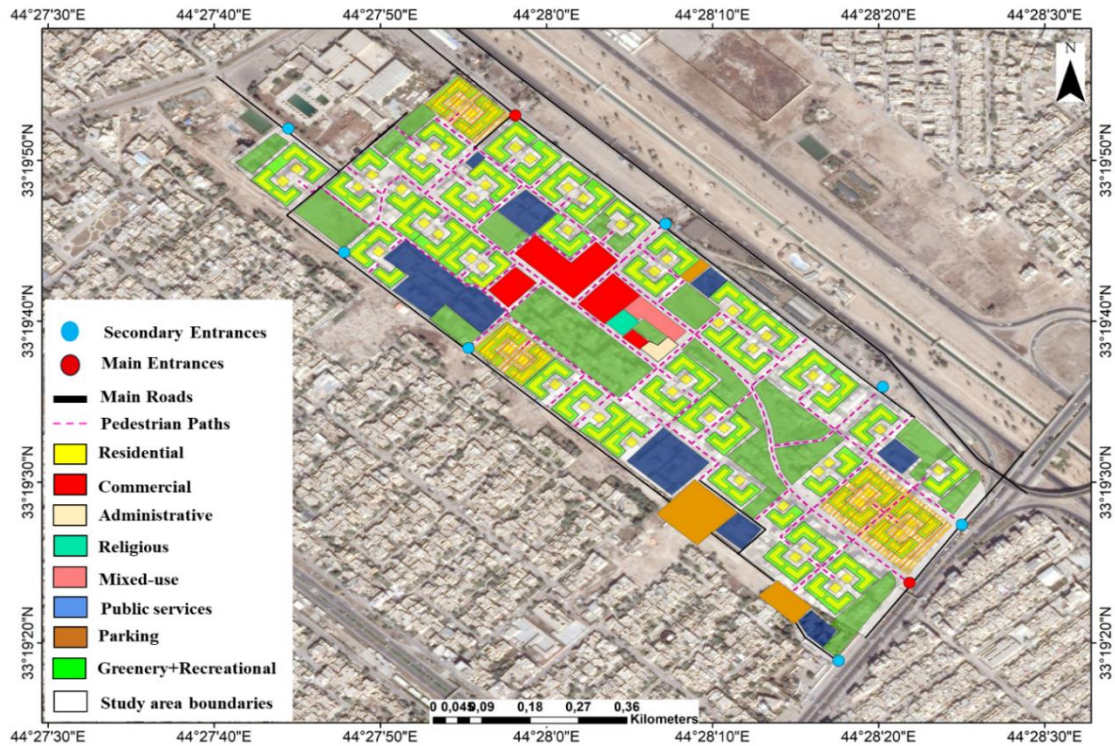 44°27'30"E 44°27'40"E 44°27'50"E 44°28'0"E 44°28'10"E 44°28'20"E 44°28'30"E
N
33°19'50"N 33°19'50"N
33°19'40"N 33°19'40"N
Secondary Entrances
Main Entrances
Main Roads
Pedestrian Paths
Residential
Commercial
33°19'30"N 33°19'30"N
Administrative
Religious
Mixed-use
Public services
Parking
33°19'20"N 33°19'20"N
Greenery+Recreational
Study area boundaries
0 0,045 0,09 0,18 0,27 0,36
Kilometers
44°27'30"E 44°27'40"E 44°27'50"E 44°28'0"E 44°28'10"E 44°28'20"E 44°28'30"E